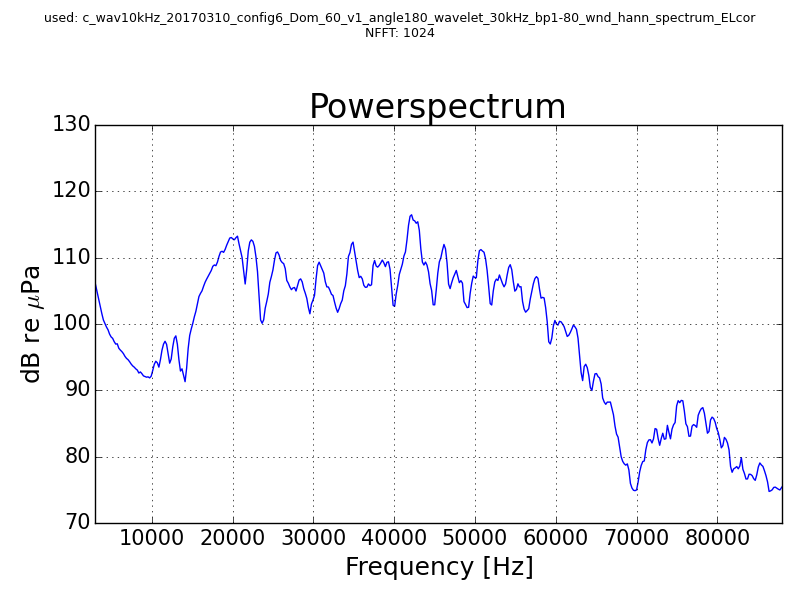 used: c_wav10kHz_20170310_config6_Dom_60_v1_angle180_wavelet_30kHz_bp1-80_wnd_hann_spectrum_ELcor
NFFT: 1024
Powerspectrum
130
120
110
100
90
80
70
dB re μPa
10000 20000 30000 40000 50000 60000 70000 80000
Frequency [Hz]